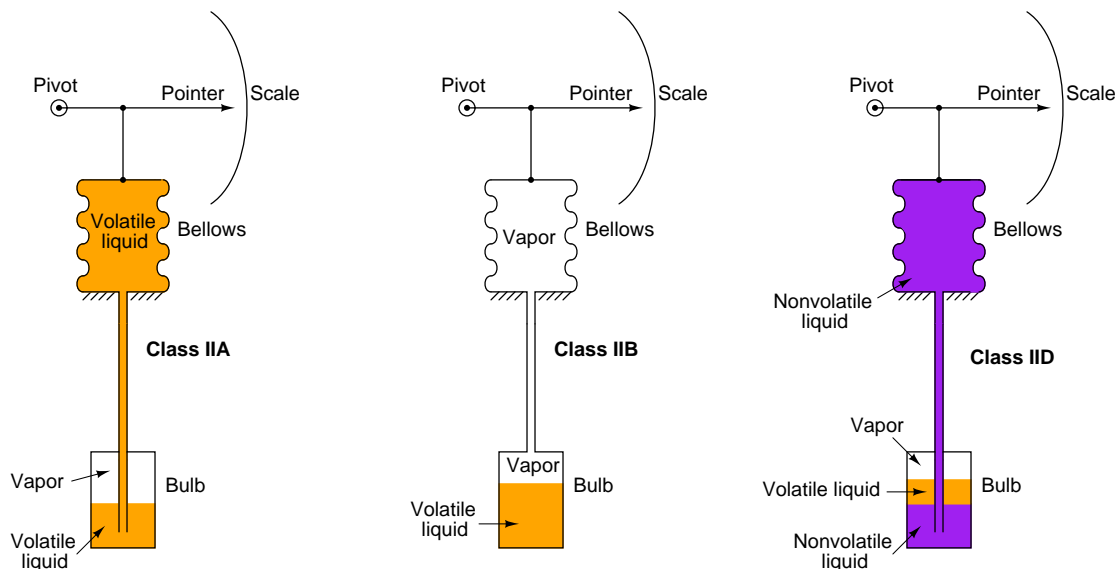 Pivot
Pointer
Scale
Volatile
liquid
Bellows
Class IIA
Vapor
Bulb
Volatile
liquid
Pivot
Pointer
Scale
Vapor
Bellows
Class IIB
Vapor
Volatile
liquid
Bulb
Pivot
Pointer
Scale
Bellows
Nonvolatile
liquid
Class IID
Vapor
Volatile liquid
Bulb
Nonvolatile
liquid